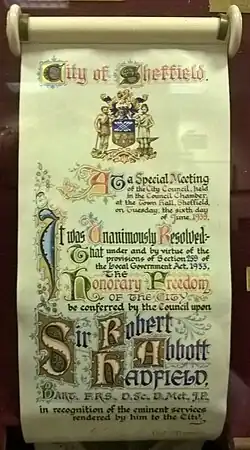 City of Sheffield.
At a Special Meeting
of the City Council, held
in the Council Chamber,
at the Town Hall, Sheffield,
on Tuesday, the sixth day
of June, 1939.
It was Unanimously Resolved-
That under and by virtue of the
provisions of Section 259 of
the Local Government Act, 1933,
The
Honorary Freedom
OF THE CITY
be conferred by the Council upon
Sir Robert
Abbott
HADFIELD,
BART. F.R.S., D.Sc., D.Met., J.P.
in recognition of the eminent services
rendered by him to the City.